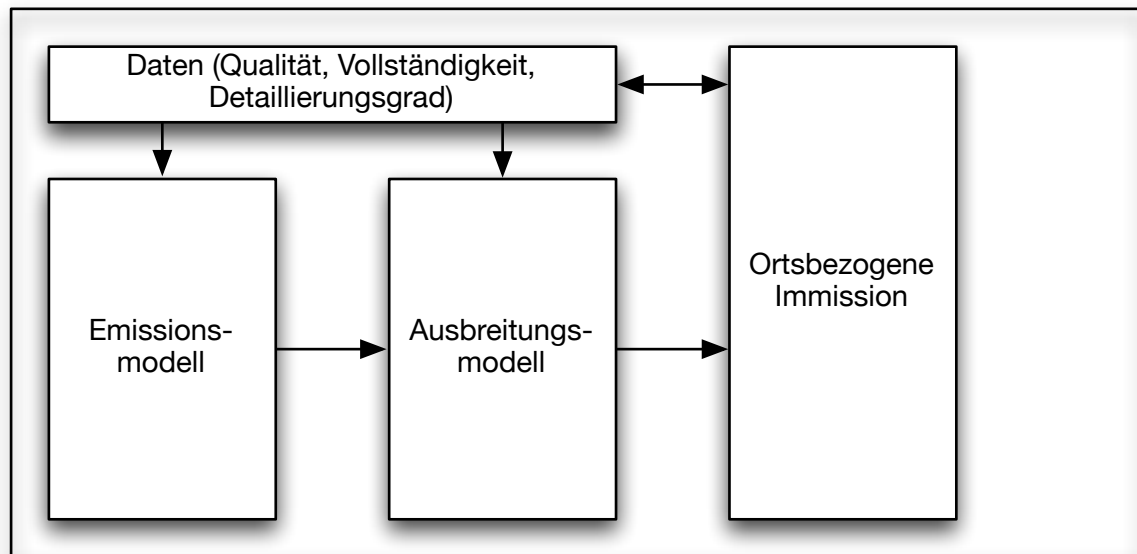 Daten (Qualität, Vollständigkeit,
Detaillierungsgrad)
Emissions-
modell
Ausbreitungs-
modell
Ortsbezogene
Immission